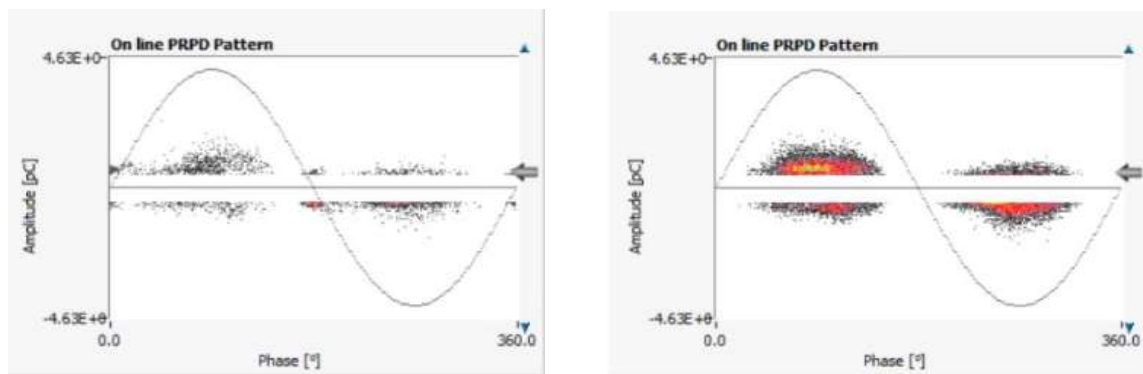 On line PRPD Pattern
4.63E+0
Amplitude [pC]
-4.63E+0
0.0
360.0
Phase [°]
On line PRPD Pattern
4.63E+0
Amplitude [pC]
-4.63E+0
0.0
360.0
Phase [°]